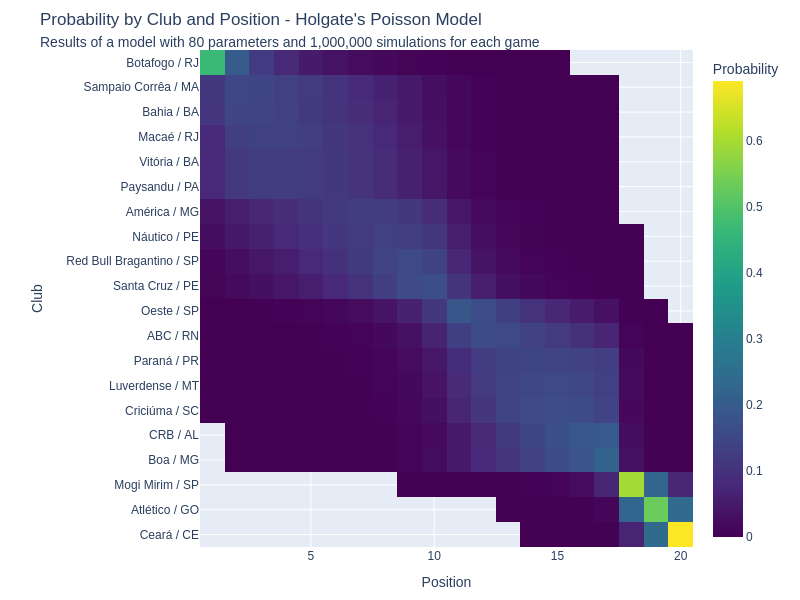 Probability by Club and Position - Holgate's Poisson Model
Results of a model with 80 parameters and 1,000,000 simulations for each game
Probability
Club
Botafogo / RJ
Sampaio Corrêa / MA
Bahia / BA
Macaé / RJ
Vitória / BA
Paysandu / PA
América / MG
Náutico / PE
Red Bull Bragantino / SP
Santa Cruz / PE
Oeste / SP
ABC / RN
Paraná / PR
Luverdense / MT
Criciúma / SC
CRB / AL
Boa / MG
Mogi Mirim / SP
Atlético / GO
Ceará / CE
0.6
0.5
0.4
0.3
0.2
0.1
0
5 10 15 20
Position